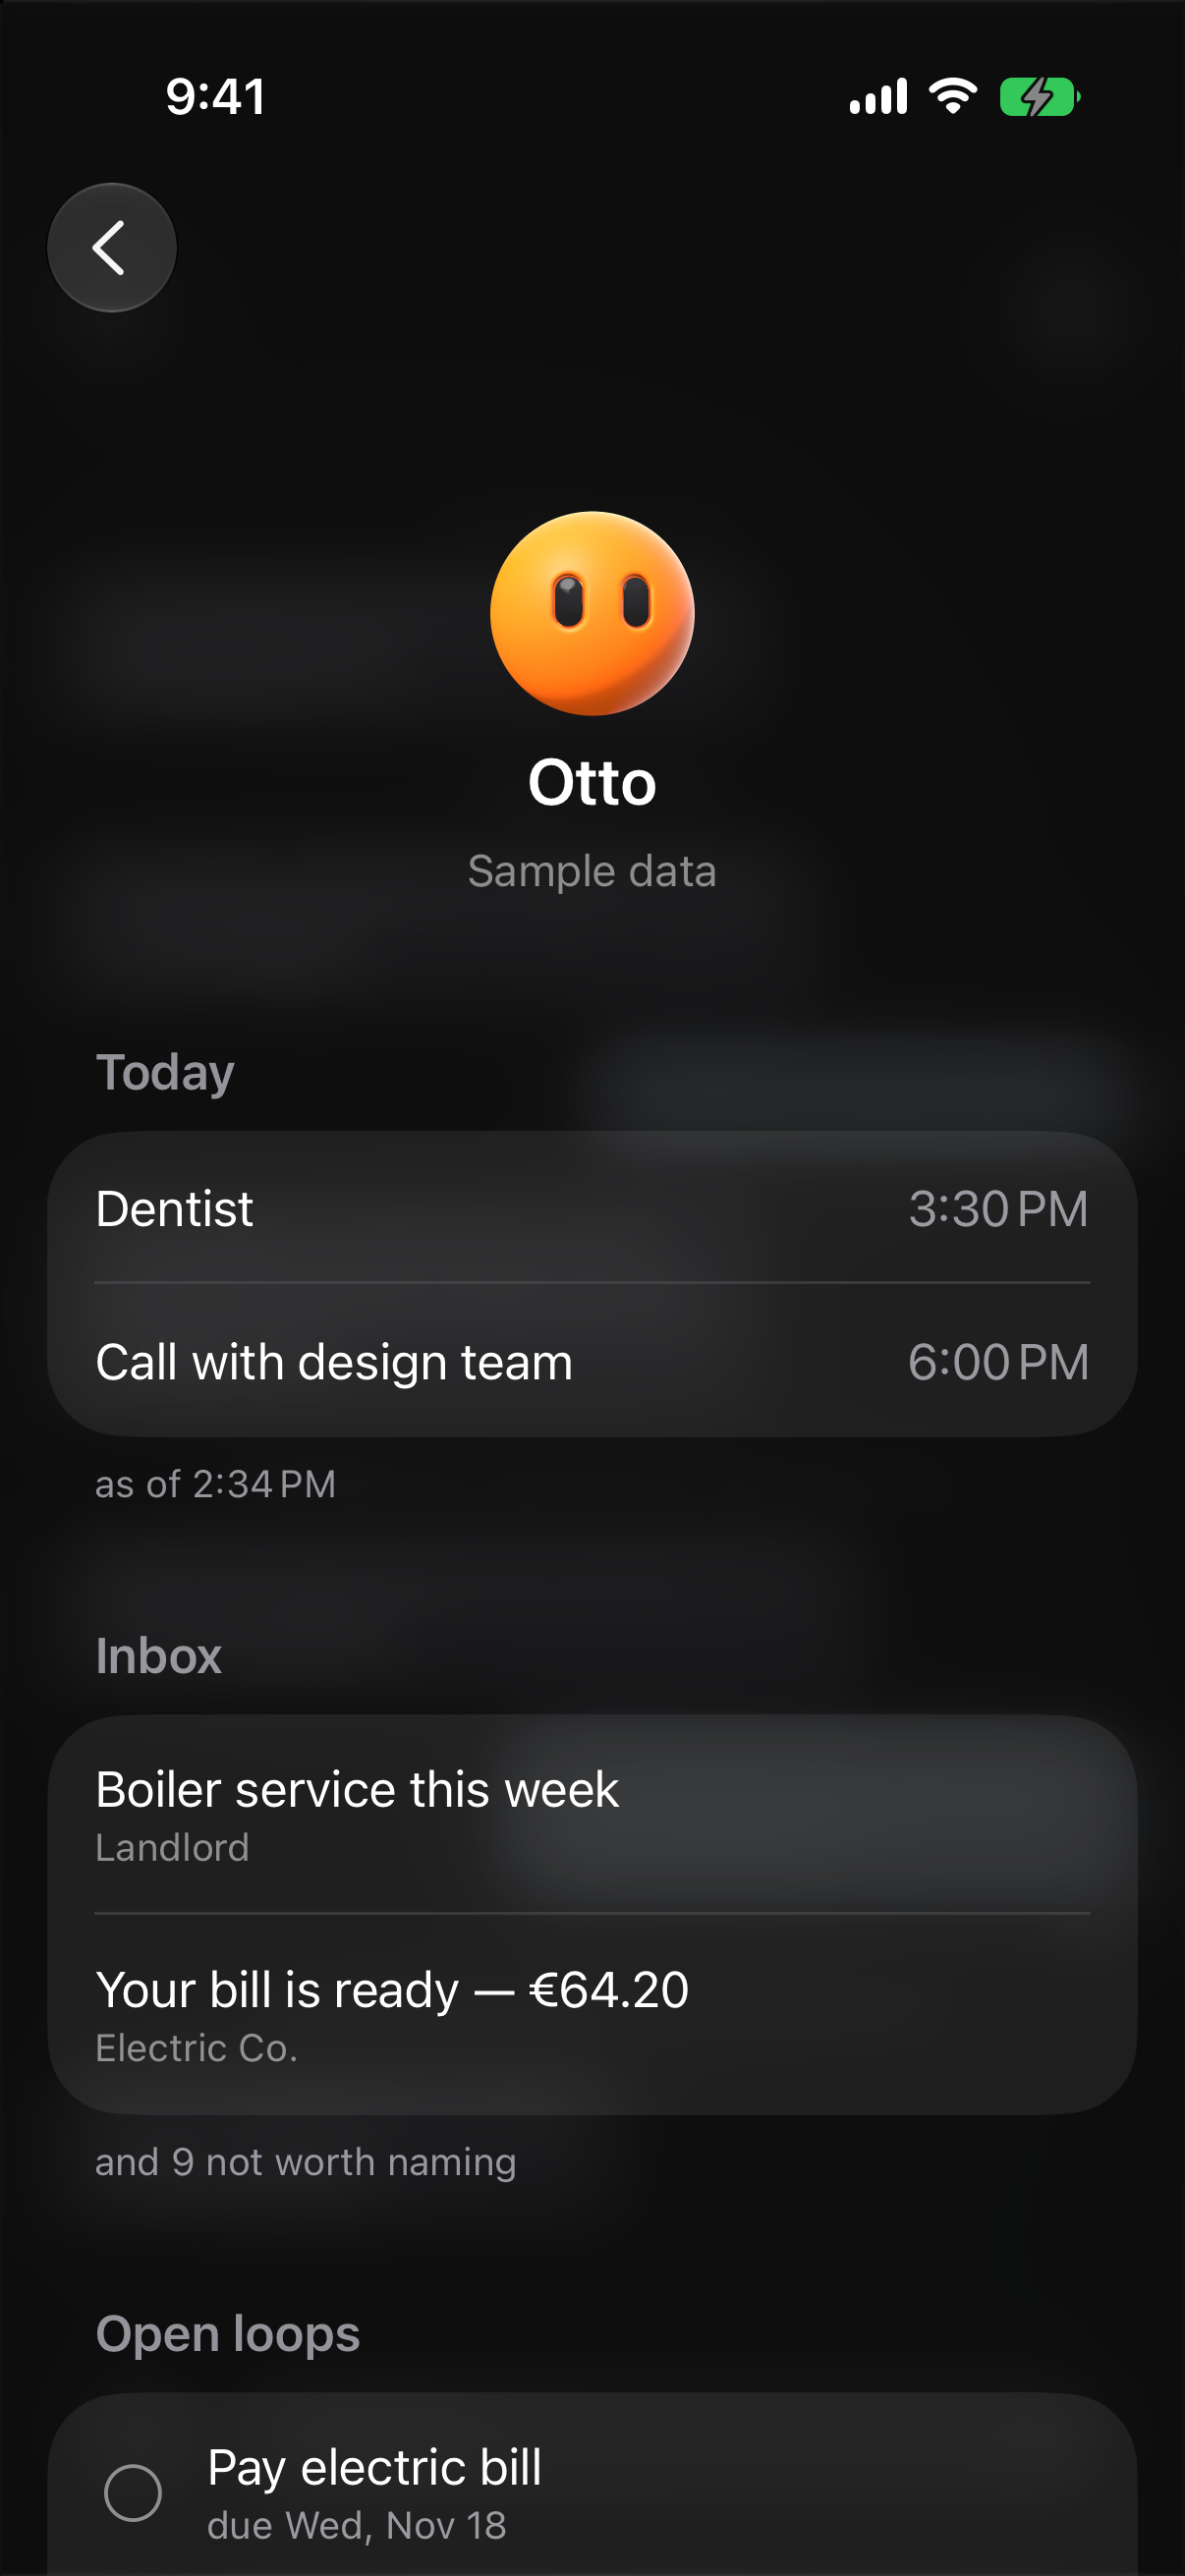 9:41
Otto
Sample data
Today
Dentist 3:30 PM
Call with design team 6:00 PM
as of 2:34 PM
Inbox
Boiler service this week
Landlord
Your bill is ready — €64.20
Electric Co.
and 9 not worth naming
Open loops
Pay electric bill
due Wed, Nov 18